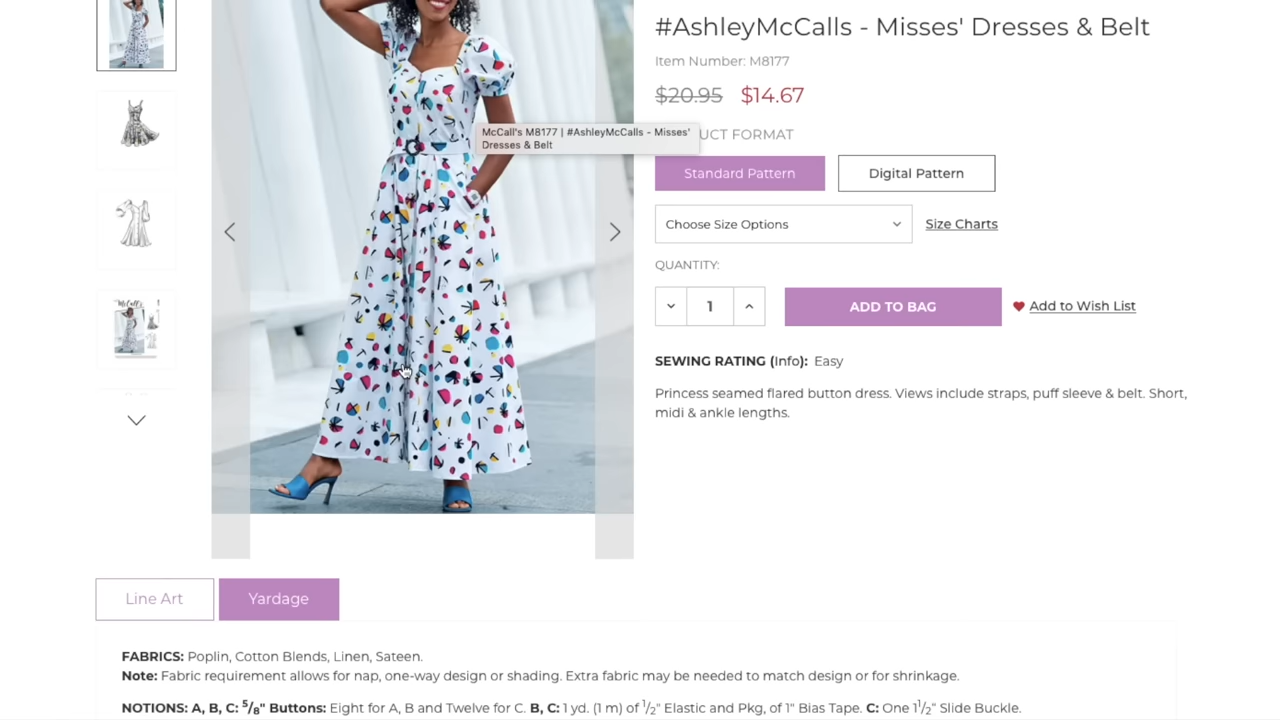 #AshleyMcCalls - Misses' Dresses & Belt
Item Number: M8177
$20.95 $14.67
McCall's M8177 | #AshleyMcCalls - Misses'
Dresses & Belt
UCT FORMAT
Standard Pattern
Digital Pattern
Choose Size Options
Size Charts
QUANTITY:
1
ADD TO BAG
Add to Wish List
SEWING RATING (Info): Easy
Princess seamed flared button dress. Views include straps, puff sleeve & belt. Short,
midi & ankle lengths.
Line Art
Yardage
FABRICS: Poplin, Cotton Blends, Linen, Sateen.
Note: Fabric requirement allows for nap, one-way design or shading. Extra fabric may be needed to match design or for shrinkage.
NOTIONS: A, B, C: 5/8" Buttons: Eight for A, B and Twelve for C. B, C: 1 yd. (1 m) of 1/2" Elastic and Pkg, of 1" Bias Tape. C: One 1 1/2" Slide Buckle.